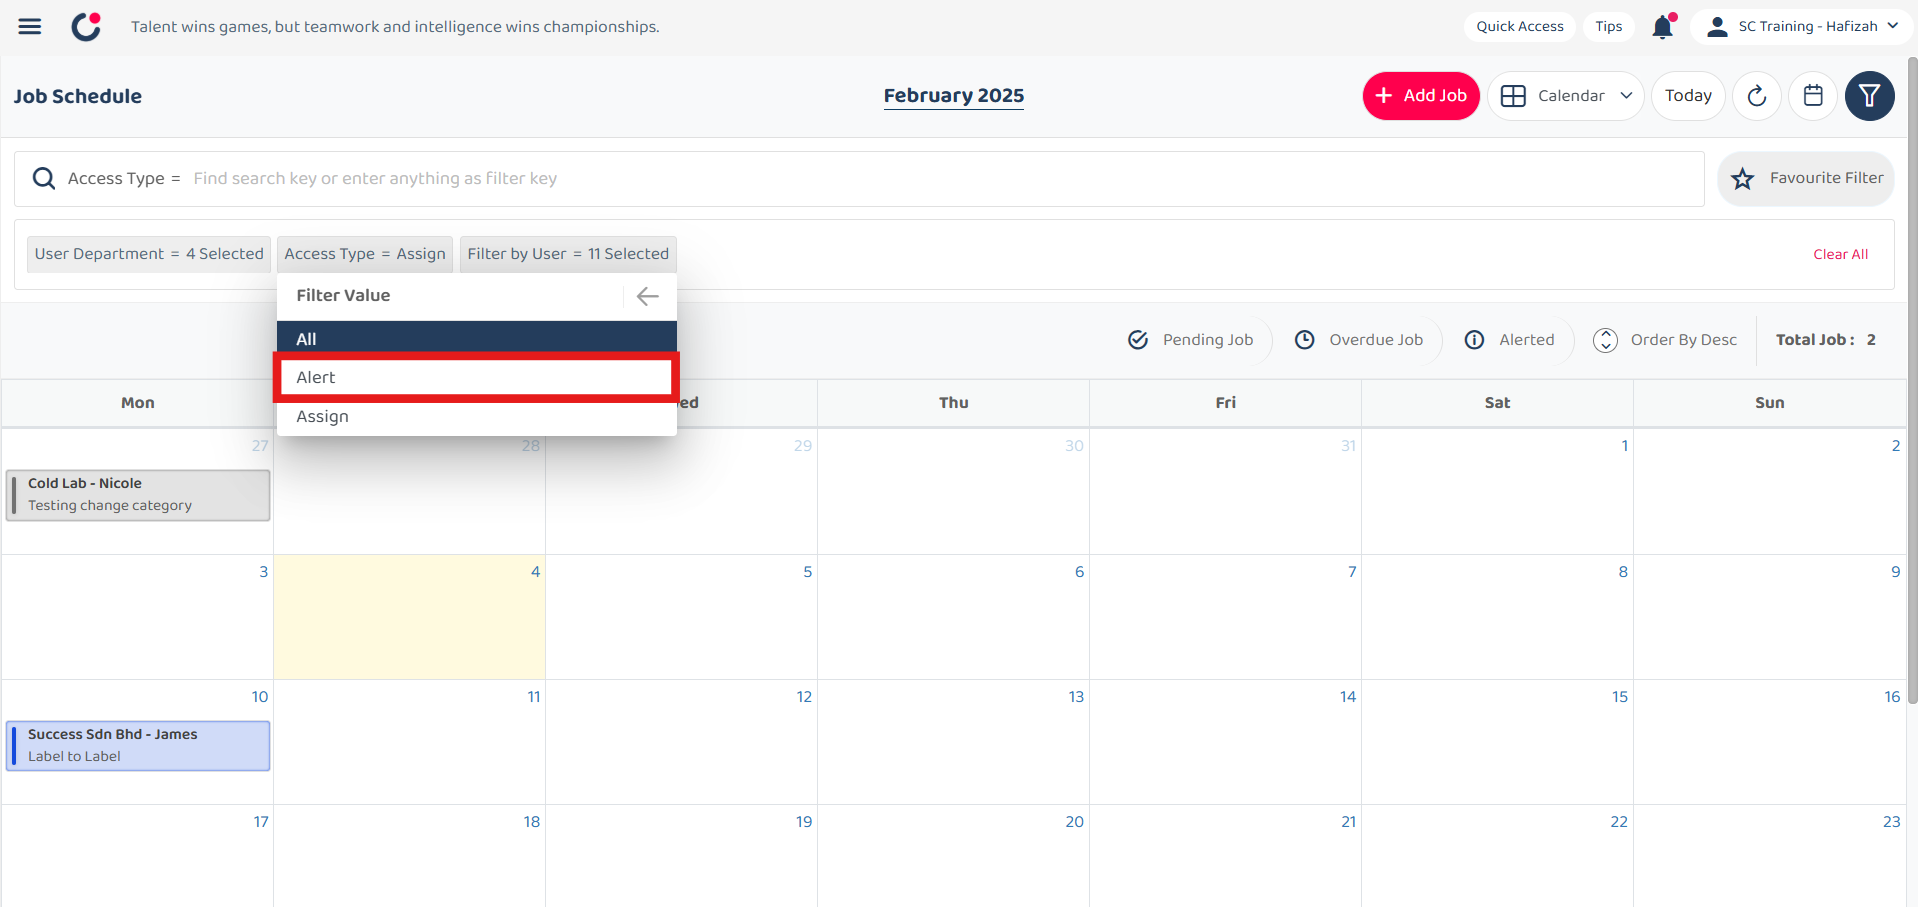 Talent wins games, but teamwork and intelligence wins championships.
Quick Access
Tips
SC Training - Hafizah
Job Schedule
February 2025
+ Add Job
Calendar
Today
Access Type = Find search key or enter anything as filter key
Favourite Filter
User Department = 4 Selected
Access Type = Assign
Filter by User = 11 Selected
Clear All
Filter Value
All
Alert
Assign
Pending Job
Overdue Job
Alerted
Order By Desc
Total Job : 2
Mon
ed
Thu
Fri
Sat
Sun
27
28
29
30
31
1
2
Cold Lab - Nicole
Testing change category
3
4
5
6
7
8
9
10
11
12
13
14
15
16
Success Sdn Bhd - James
Label to Label
17
18
19
20
21
22
23